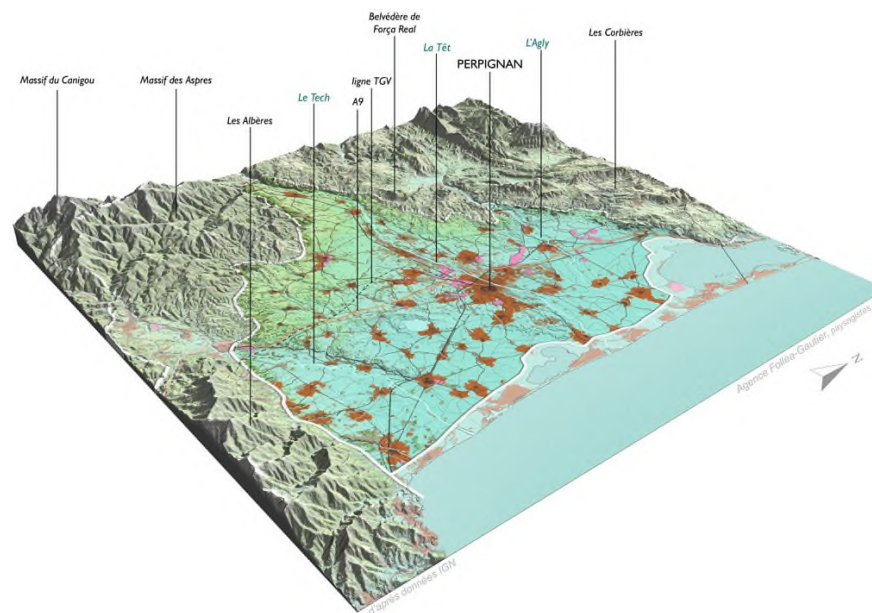 Belvédère de
Força Real
La Têt
L'Agly
Les Corbières
PERPIGNAN
Massif du Canigou
Massif des Aspres
ligne TGV
Le Tech
A9
Les Albères
Agence Folléa-Gautier, paysagistes
N
d'après données IGN